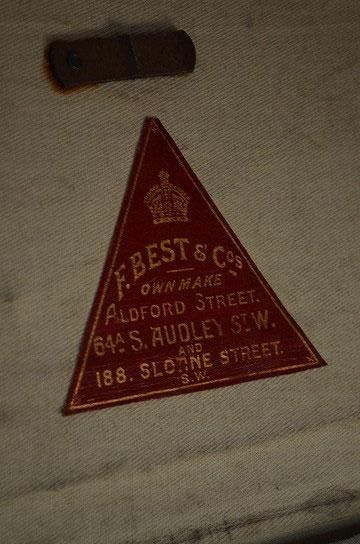 F. BEST & Cos
OWN MAKE
ALDFORD STREET.
64A S. AUDLEY ST. W.
AND
188. SLOANE STREET.
S.W.